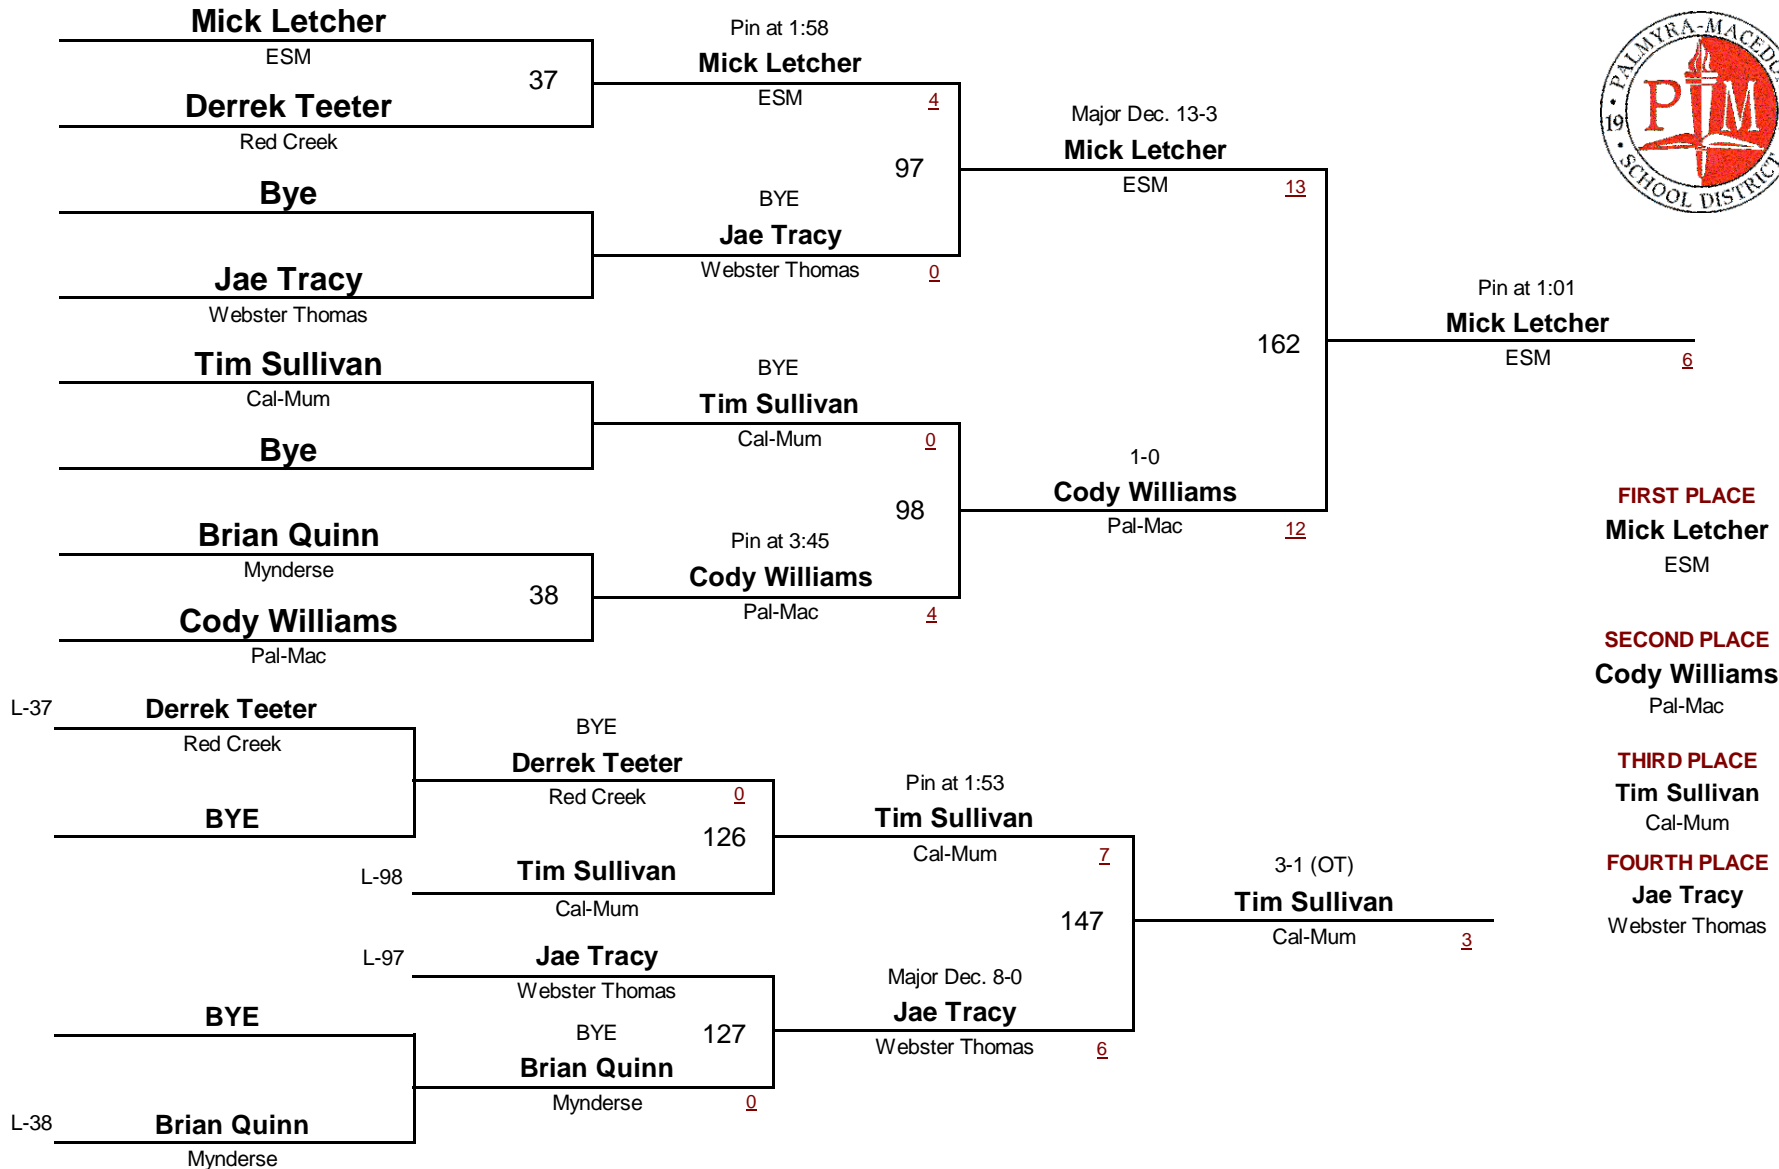 Mick Letcher
ESM
37
Derrek Teeter
Red Creek
Bye
Jae Tracy
Webster Thomas
Tim Sullivan
Cal-Mum
Bye
Brian Quinn
Mynderse
38
Cody Williams
Pal-Mac
Pin at 1:58
Mick Letcher
ESM
4
97
BYE
Jae Tracy
Webster Thomas
0
BYE
Tim Sullivan
Cal-Mum
0
98
Pin at 3:45
Cody Williams
Pal-Mac
4
Major Dec. 13-3
Mick Letcher
ESM
13
162
1-0
Cody Williams
Pal-Mac
12
Pin at 1:01
Mick Letcher
ESM
6
PALMYRA-MACEDO
19
P M
SCHOOL DISTRICT
FIRST PLACE
Mick Letcher
ESM
SECOND PLACE
Cody Williams
Pal-Mac
THIRD PLACE
Tim Sullivan
Cal-Mum
FOURTH PLACE
Jae Tracy
Webster Thomas
L-37
Derrek Teeter
Red Creek
BYE
BYE
L-38
Brian Quinn
Mynderse
BYE
Derrek Teeter
Red Creek
0
126
L-98
Tim Sullivan
Cal-Mum
L-97
Jae Tracy
Webster Thomas
127
BYE
Brian Quinn
Mynderse
0
Pin at 1:53
Tim Sullivan
Cal-Mum
7
147
Major Dec. 8-0
Jae Tracy
Webster Thomas
6
3-1 (OT)
Tim Sullivan
Cal-Mum
3